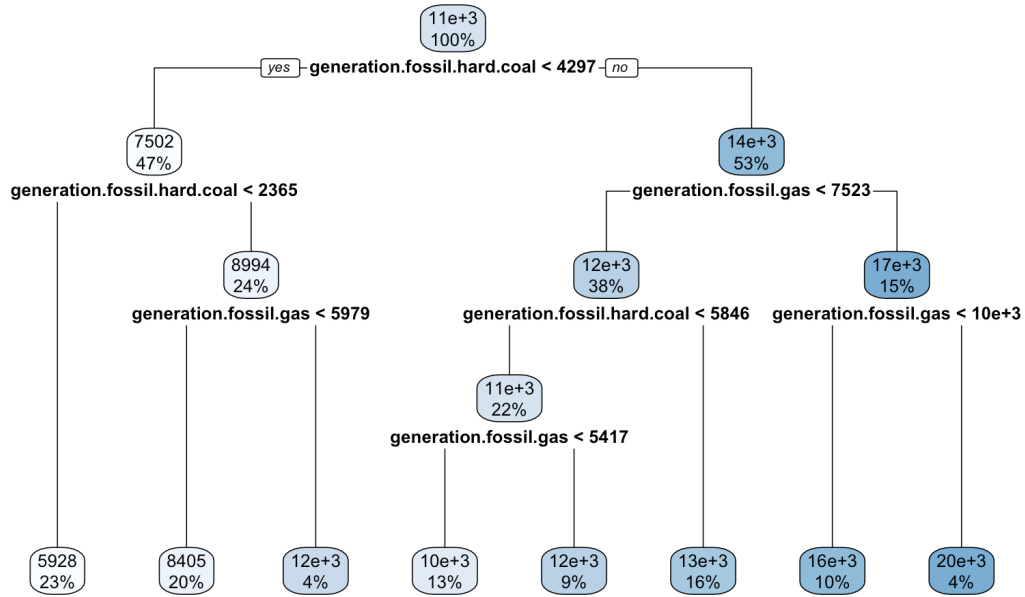 11e+3
100%
yes generation.fossil.hard.coal < 4297 no
7502
47%
14e+3
53%
generation.fossil.hard.coal < 2365
generation.fossil.gas < 7523
8994
24%
12e+3
38%
17e+3
15%
generation.fossil.gas < 5979
generation.fossil.hard.coal < 5846
generation.fossil.gas < 10e+3
11e+3
22%
generation.fossil.gas < 5417
5928
23%
8405
20%
12e+3
4%
10e+3
13%
12e+3
9%
13e+3
16%
16e+3
10%
20e+3
4%